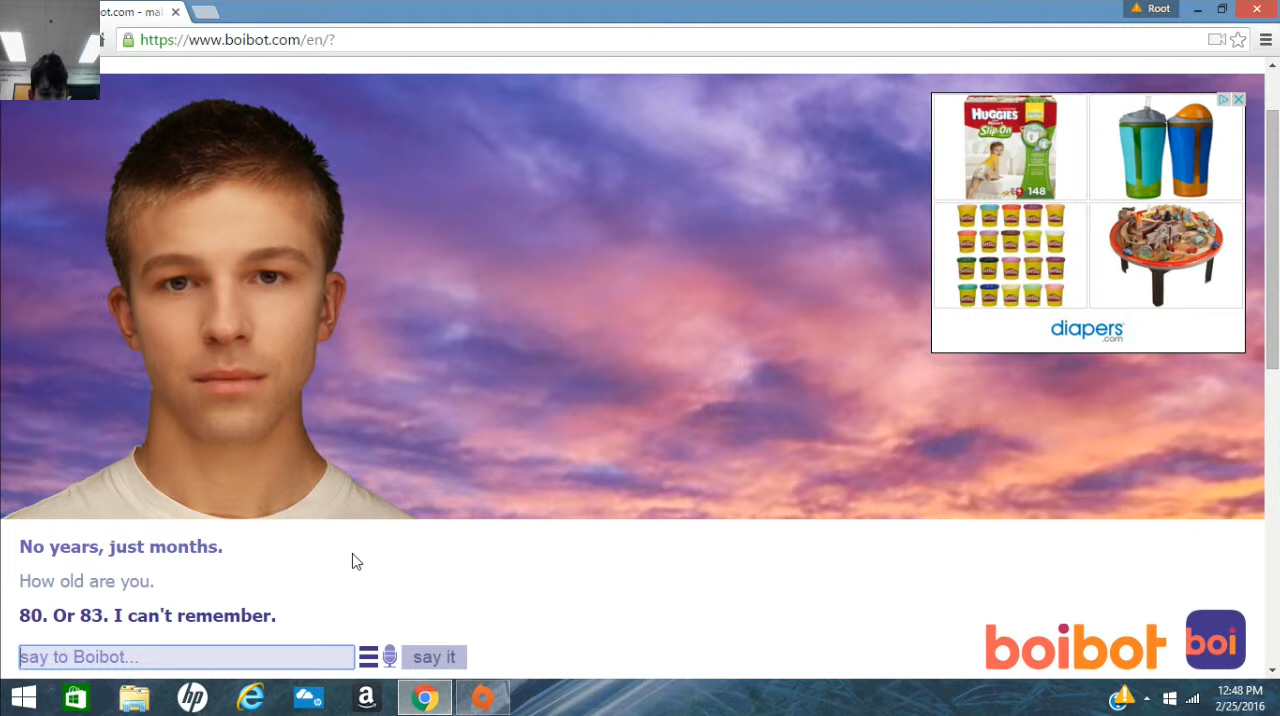 ot.com - mal
Root
https://www.boibot.com/en/?
HUGGIES
Slip-On
148
diapers
.com
No years, just months.
How old are you.
80. Or 83. I can't remember.
say to Boibot...
say it
boibot
boi
hp
a
12:48 PM
2/25/2016